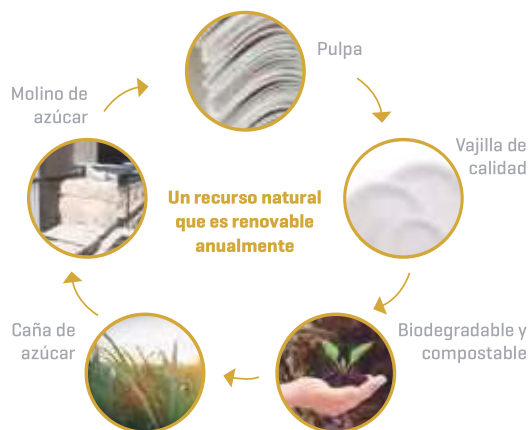 Pulpa
Molino de
azúcar
Vajilla de
calidad
Un recurso natural
que es renovable
anualmente
Caña de
azúcar
Biodegradable y
compostable